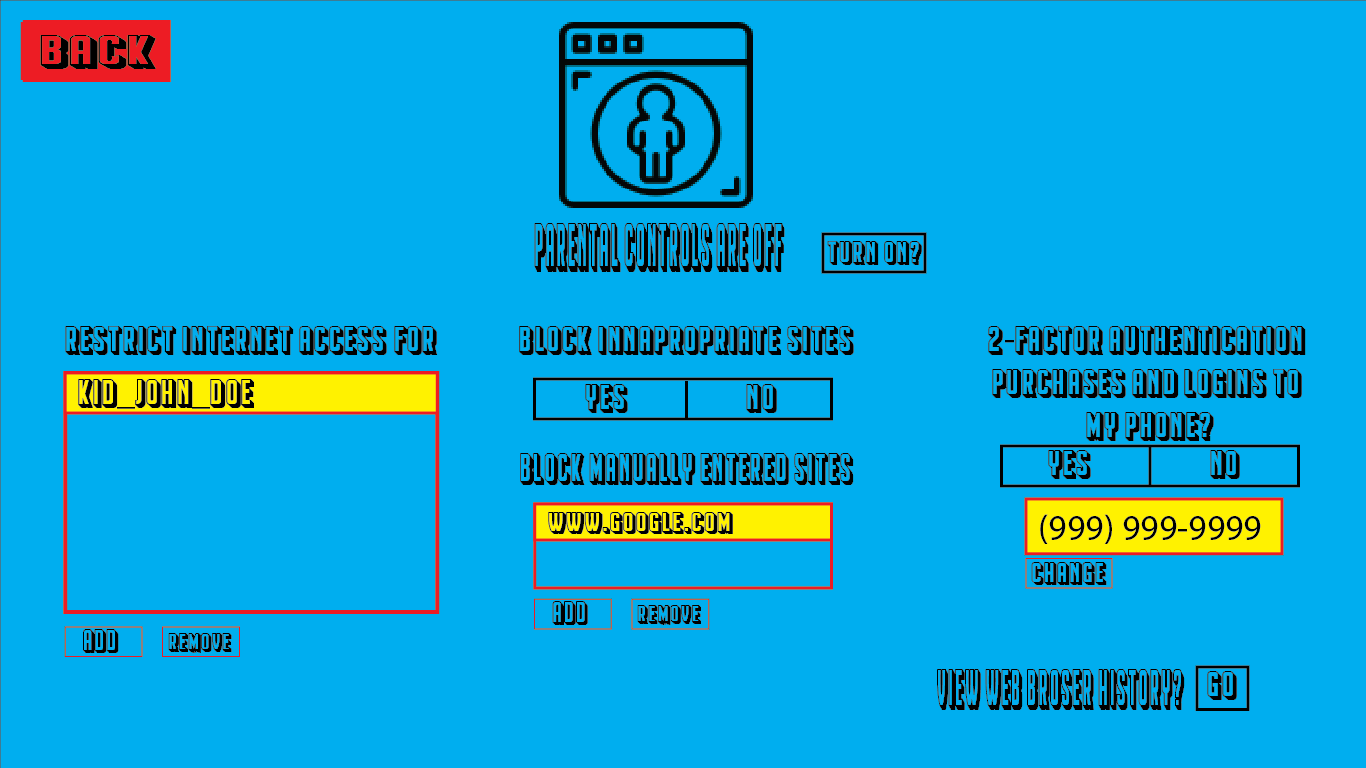 BACK
PARENTAL CONTROLS ARE OFF
TURN ON?
RESTRICT INTERNET ACCESS FOR
KID_JOHN_DOE
ADD
REMOVE
BLOCK INNAPROPRIATE SITES
YES
NO
BLOCK MANUALLY ENTERED SITES
WWW.GOOGLE.COM
ADD
REMOVE
2-FACTOR AUTHENTICATION
PURCHASES AND LOGINS TO
MY PHONE?
YES
NO
(999) 999-9999
CHANGE
VIEW WEB BROSER HISTORY?
GO